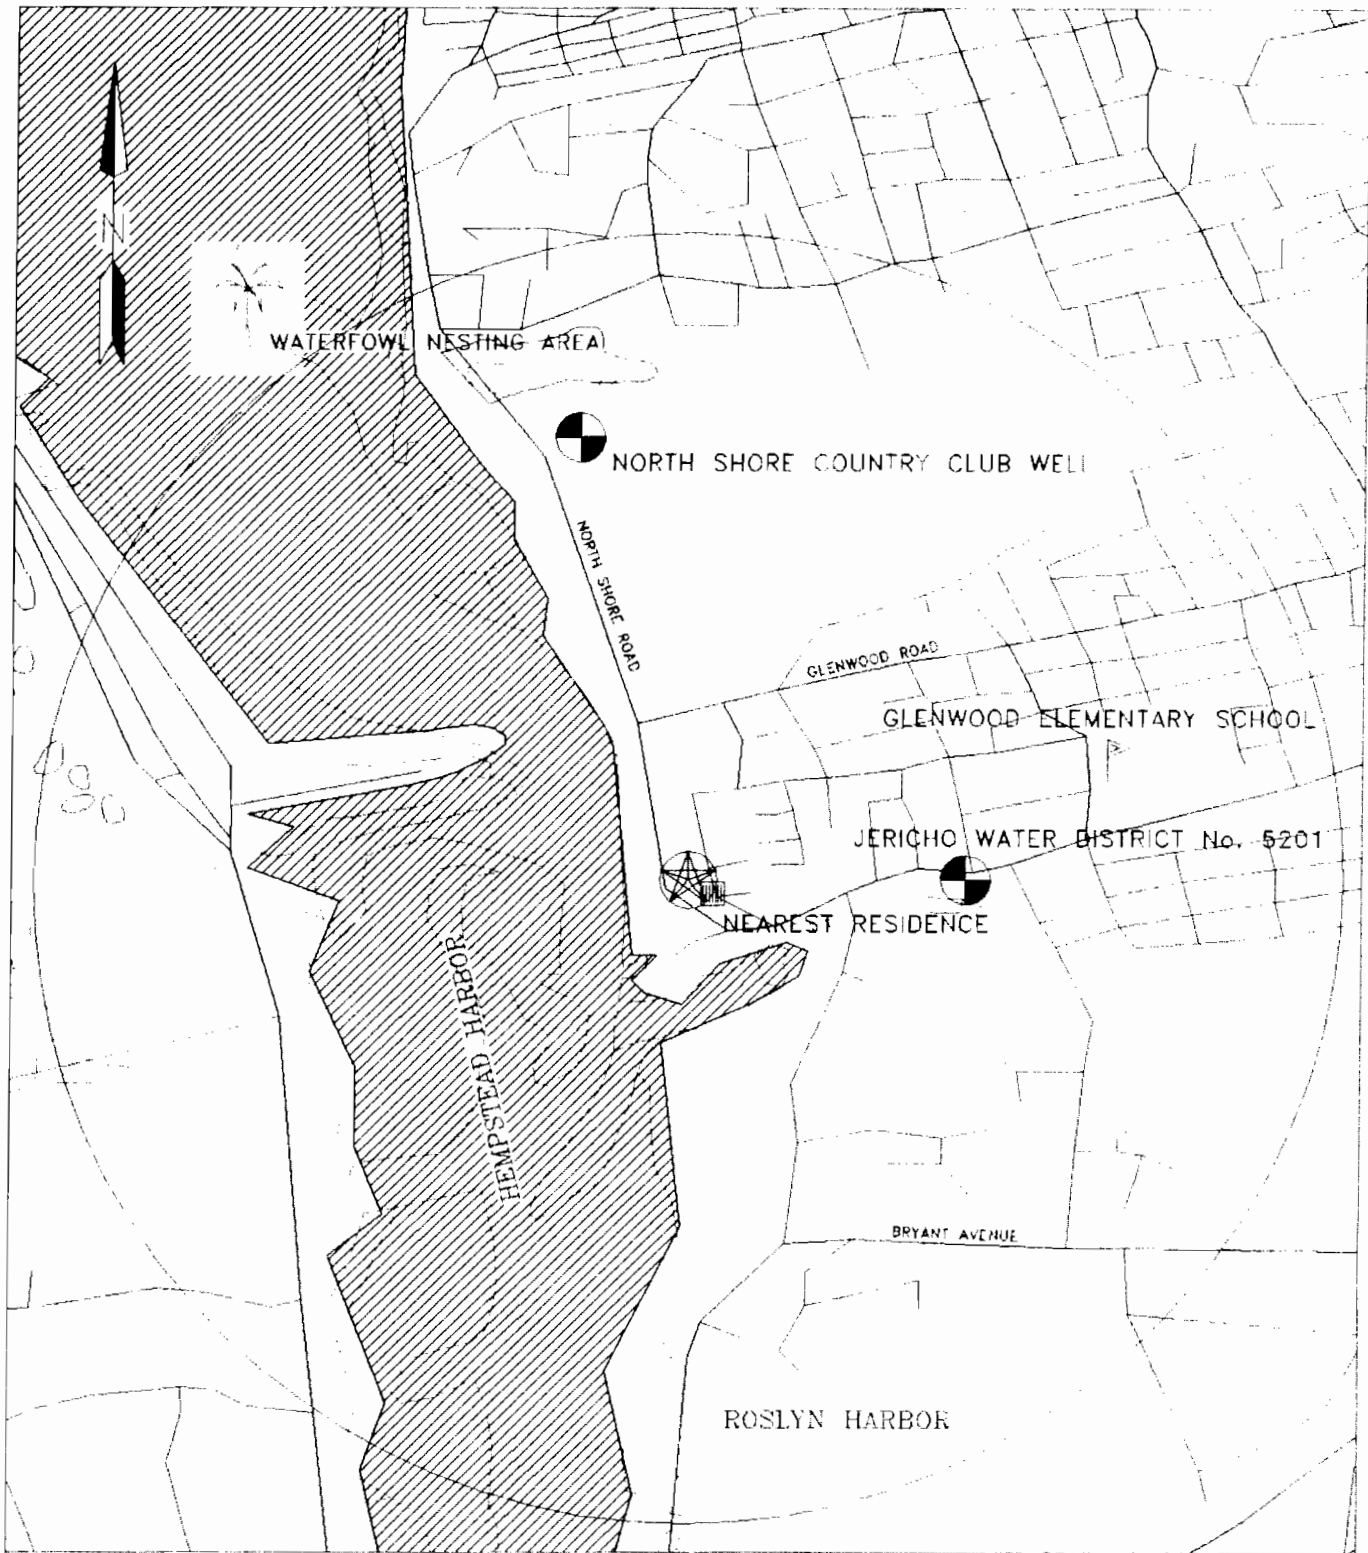 N
WATERFOWL NESTING AREA
NORTH SHORE COUNTRY CLUB WELL
NORTH SHORE ROAD
GLENWOOD ROAD
GLENWOOD ELEMENTARY SCHOOL
JERICHO WATER DISTRICT No. 5201
NEAREST RESIDENCE
HEMPSTEAD HARBOR
BRYANT AVENUE
ROSLYN HARBOR